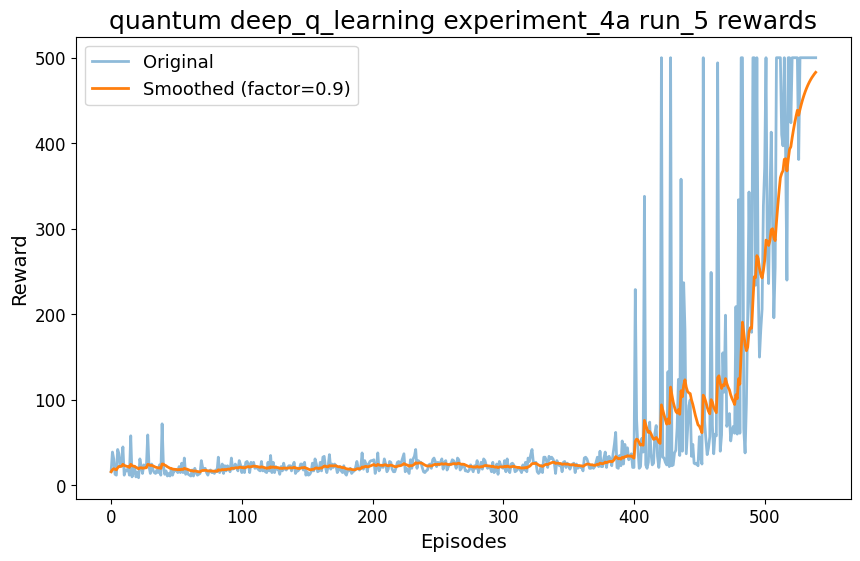 quantum deep_q_learning experiment_4a run_5 rewards
Original
Smoothed (factor=0.9)
Reward
500
400
300
200
100
0
0 100 200 300 400 500
Episodes